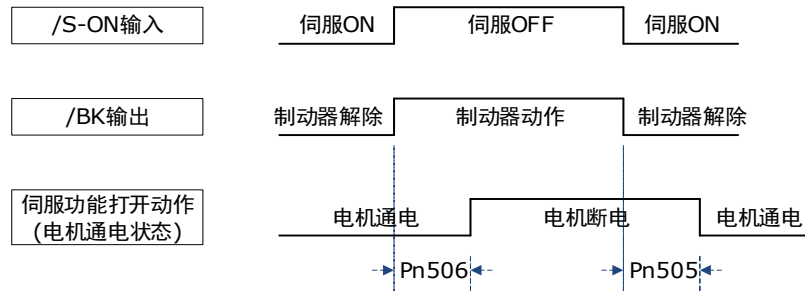 /S-ON输入 伺服ON 伺服OFF 伺服ON
/BK输出 制动器解除 制动器动作 制动器解除
伺服功能打开动作
(电机通电状态)
电机通电 电机断电 电机通电
Pn506 Pn505